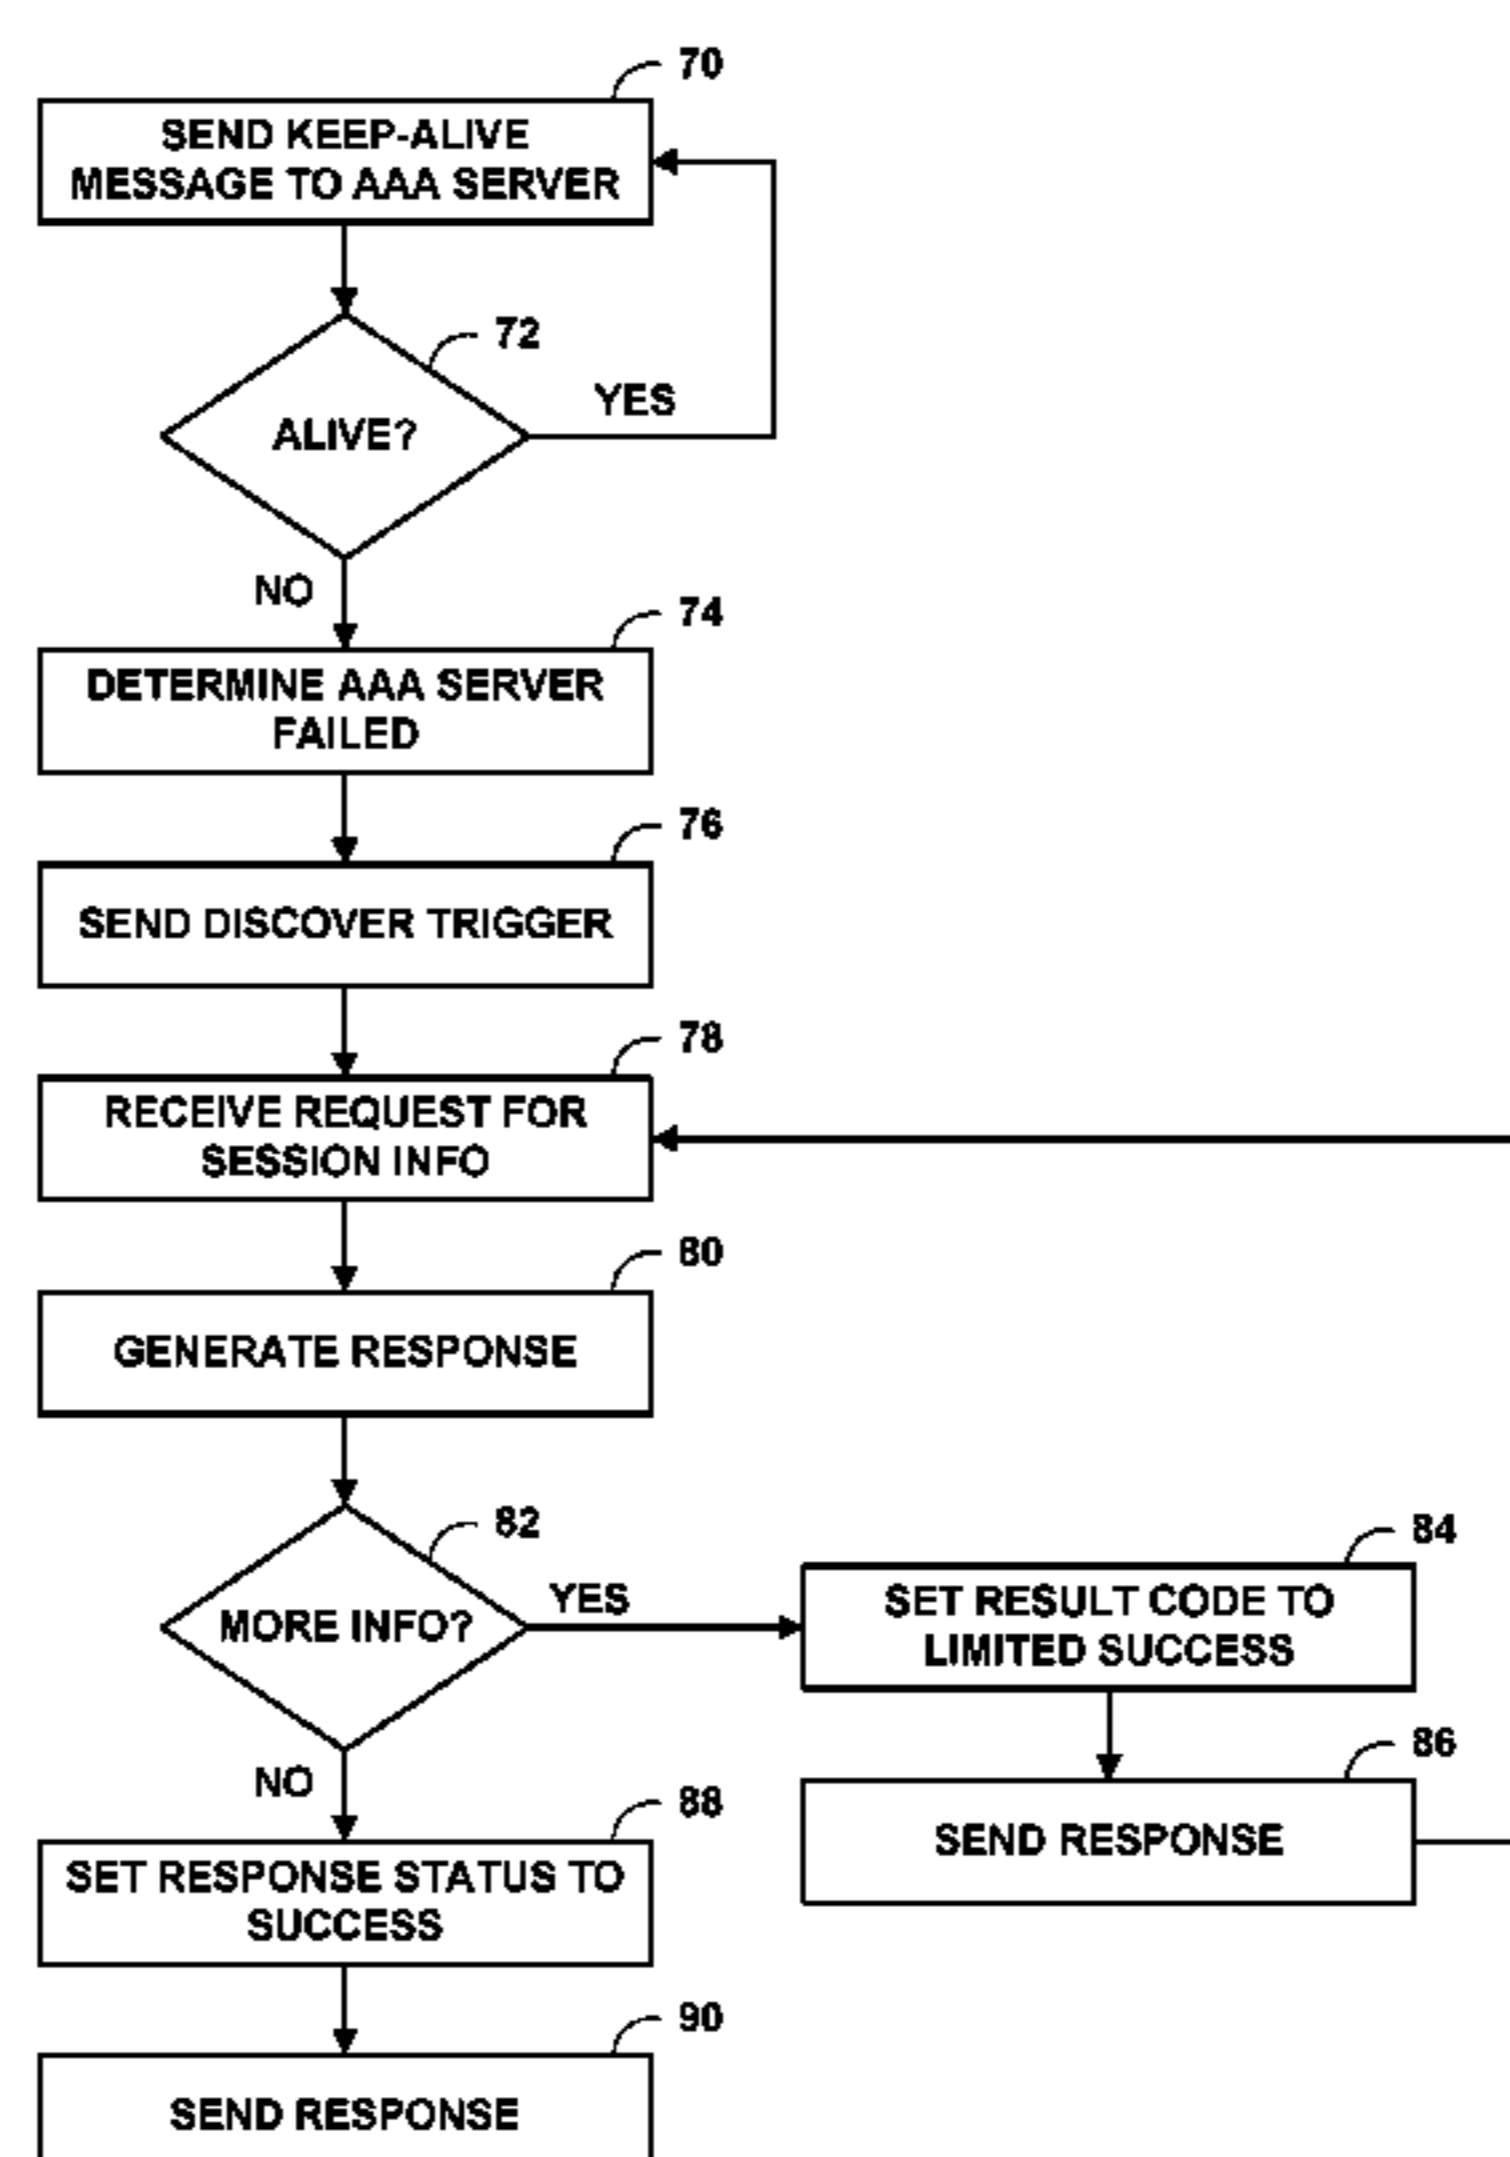 70
SEND KEEP-ALIVE
MESSAGE TO AAA SERVER
72
ALIVE?
YES
NO
74
DETERMINE AAA SERVER
FAILED
76
SEND DISCOVER TRIGGER
78
RECEIVE REQUEST FOR
SESSION INFO
80
GENERATE RESPONSE
82
MORE INFO?
YES
84
SET RESULT CODE TO
LIMITED SUCCESS
86
SEND RESPONSE
NO
88
SET RESPONSE STATUS TO
SUCCESS
90
SEND RESPONSE